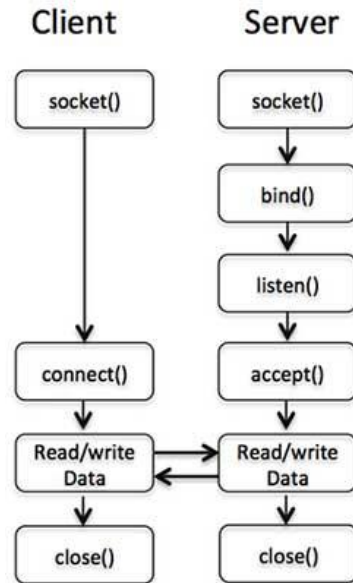 Client
Server
socket()
socket()
bind()
listen()
connect()
accept()
Read/write
Data
Read/write
Data
close()
close()